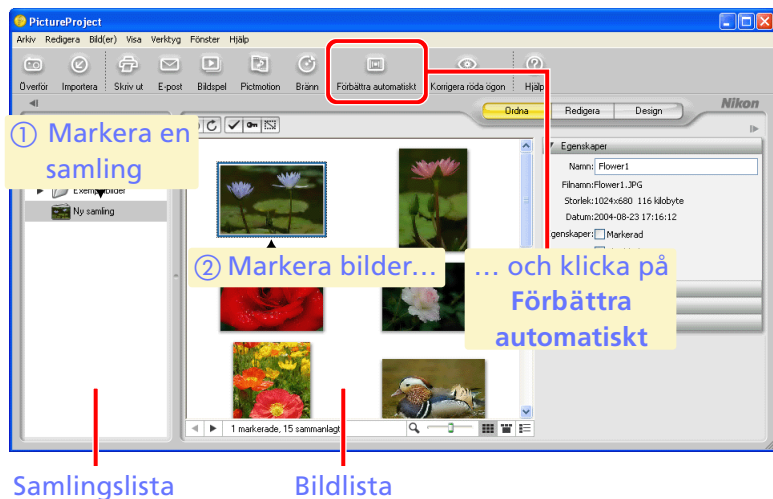 PictureProject
Arkiv Redigera Bild(er) Visa Verktyg Fönster Hjälp
Överför Importera Skriv ut E-post Bildspel Pictmotion Bränn Förbättra automatiskt Korrigera röda ögon Hjälp
Ordna Redigera Design Nikon
① Markera en
samling
Ny samling
Egenskaper
Namn: Flower1
Filnamn:Flower1.JPG
Storlek:1024x680 116 kilobyte
Datum:2004-08-23 17:16:12
Markerad
② Markera bilder…
… och klicka på
Förbättra
automatiskt
1 markerade, 15 sammanlagt
Samlingslista Bildlista